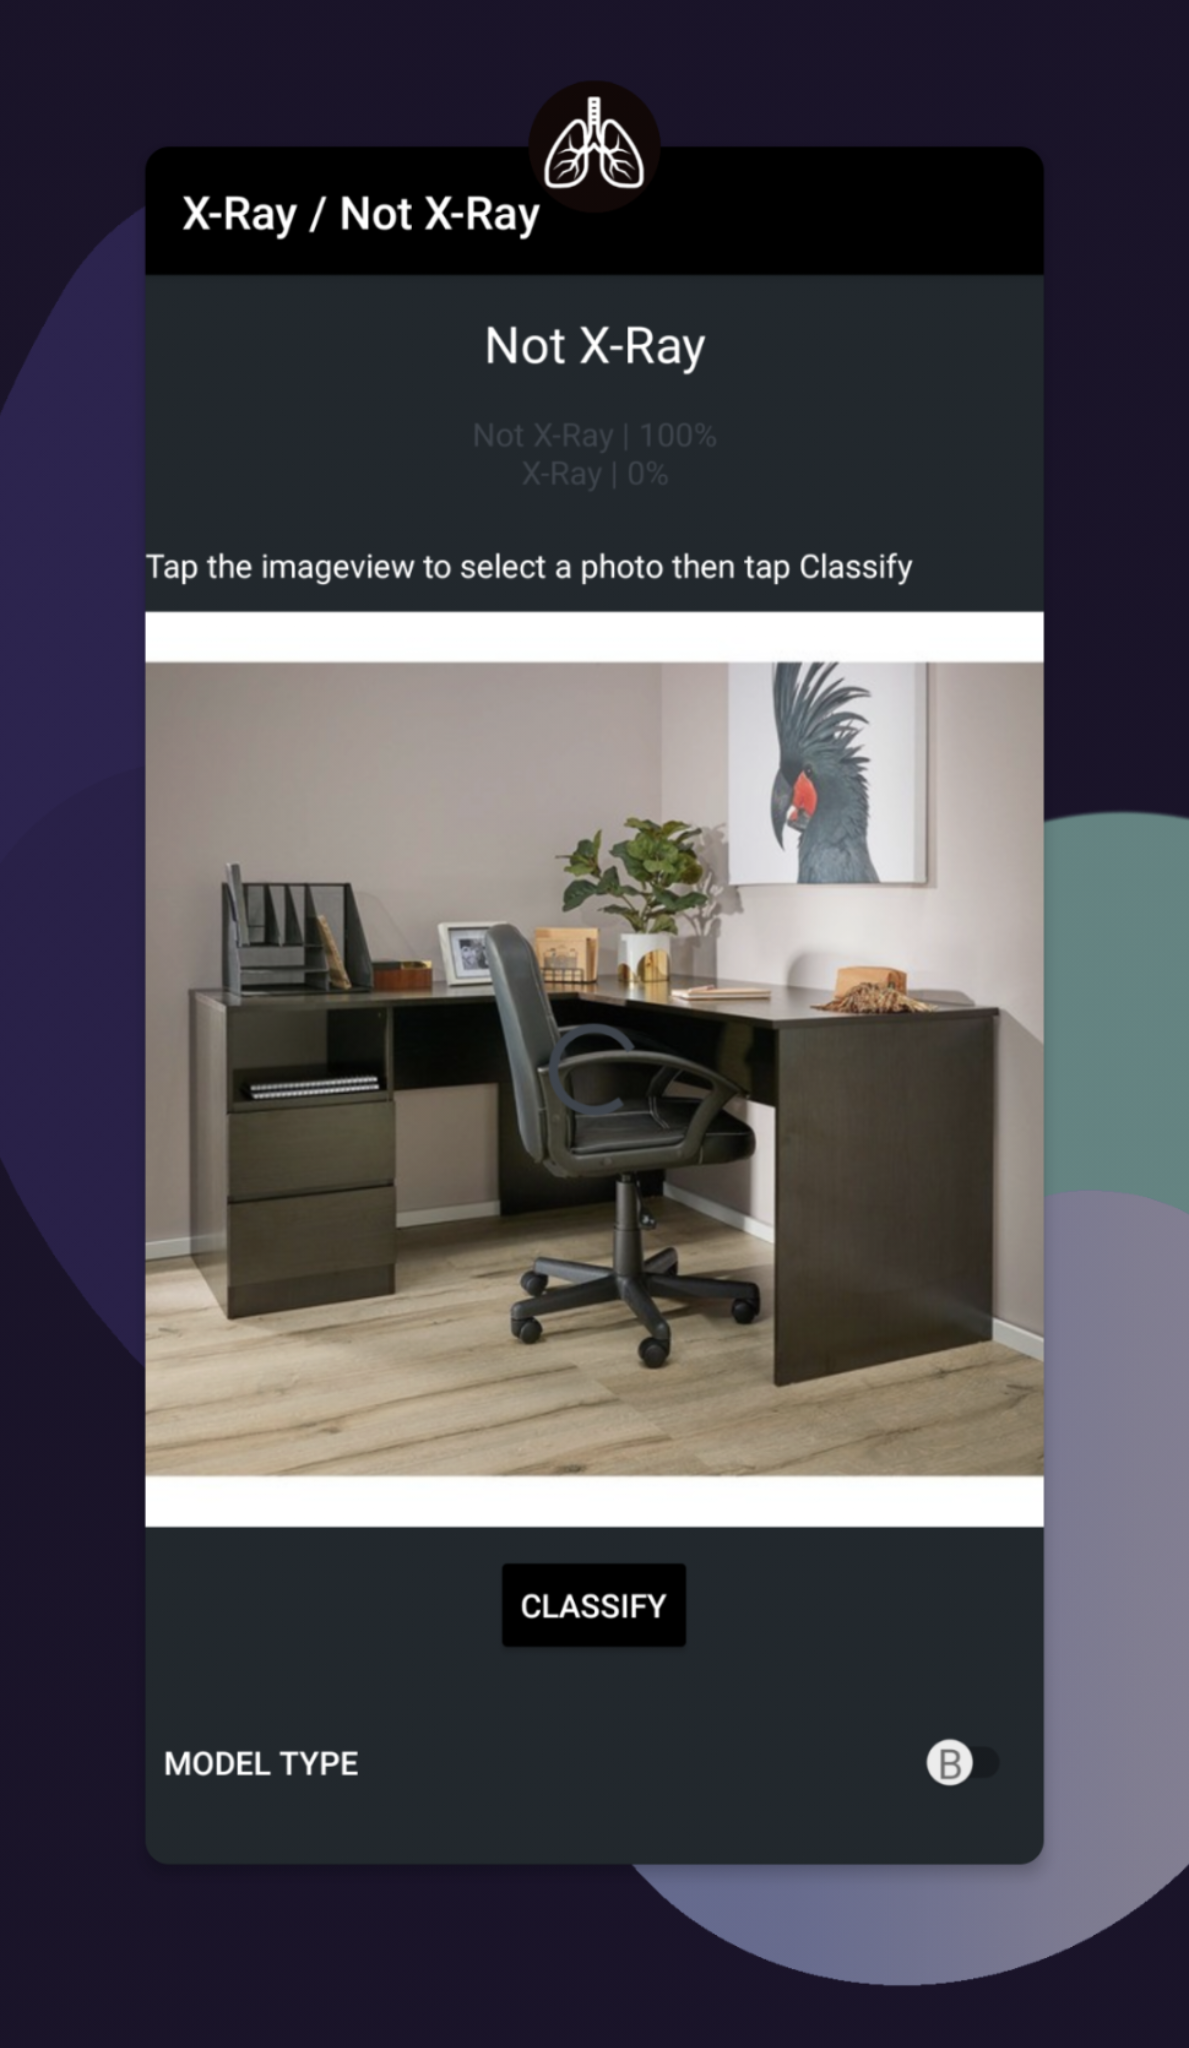 X-Ray / Not X-Ray
Not X-Ray
Not X-Ray | 100%
X-Ray | 0%
Tap the imageview to select a photo then tap Classify
CLASSIFY
MODEL TYPE
B